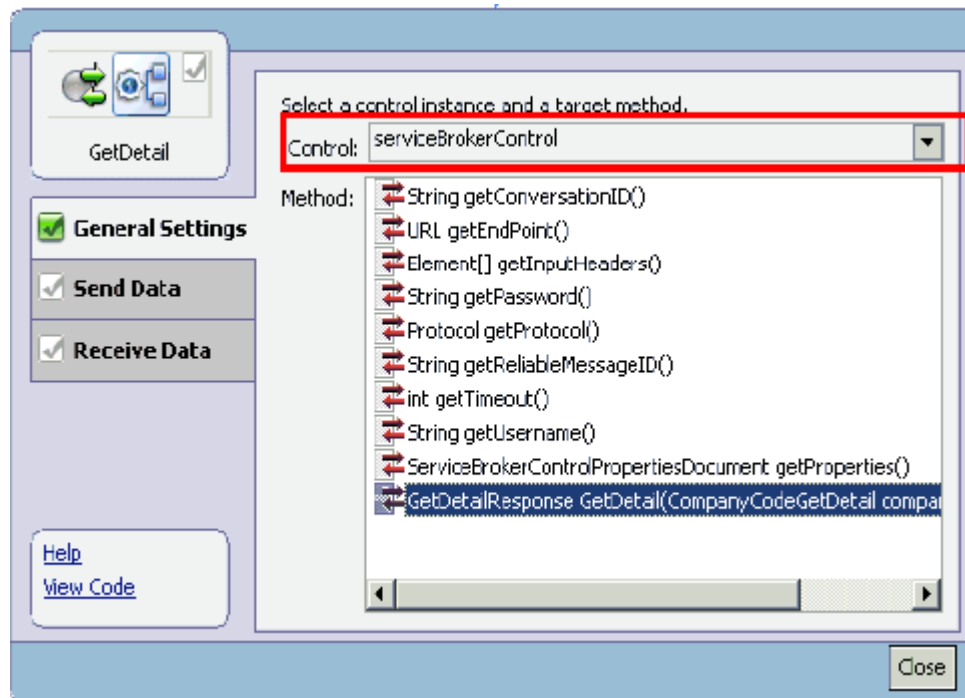 GetDetail
General Settings
Send Data
Receive Data
Help
View Code
Select a control instance and a target method.
Control: serviceBrokerControl
Method:
String getConversationID()
URL getEndPoint()
Element[] getInputHeaders()
String getPassword()
Protocol getProtocol()
String getReliableMessageID()
int getTimeout()
String getUsername()
ServiceBrokerControlPropertiesDocument getProperties()
GetDetailResponse GetDetail(CompanyCodeGetDetail compa
Close